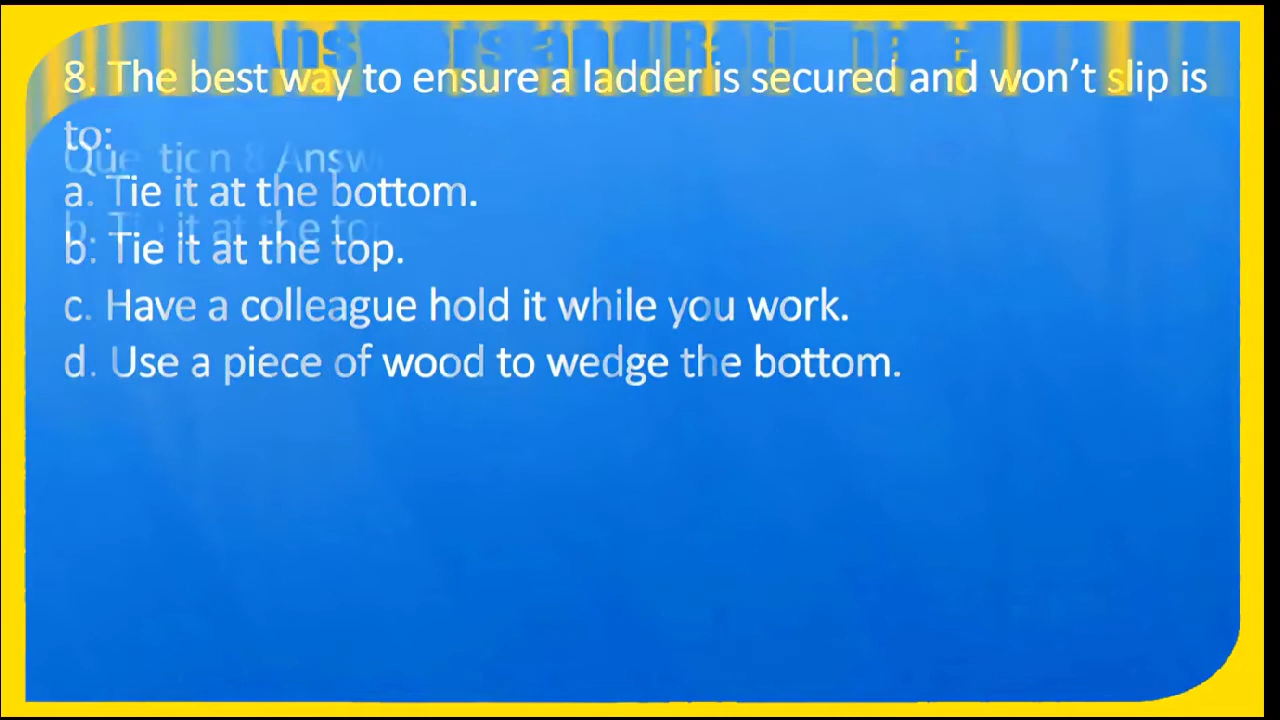 8. The best way to ensure a ladder is secured and won't slip is
to:
a. Tie it at the bottom.
b. Tie it at the top.
c. Have a colleague hold it while you work.
d. Use a piece of wood to wedge the bottom.